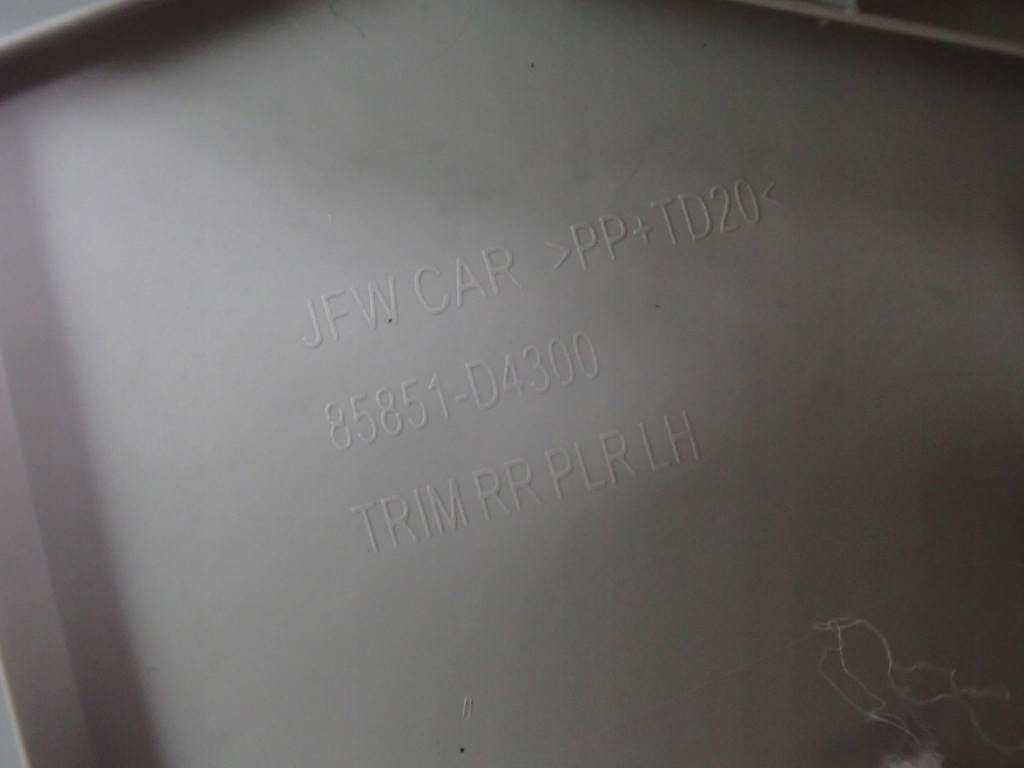 JFW CAR >PP+TD20<
85851-D4300
TRIM RR PLR LH